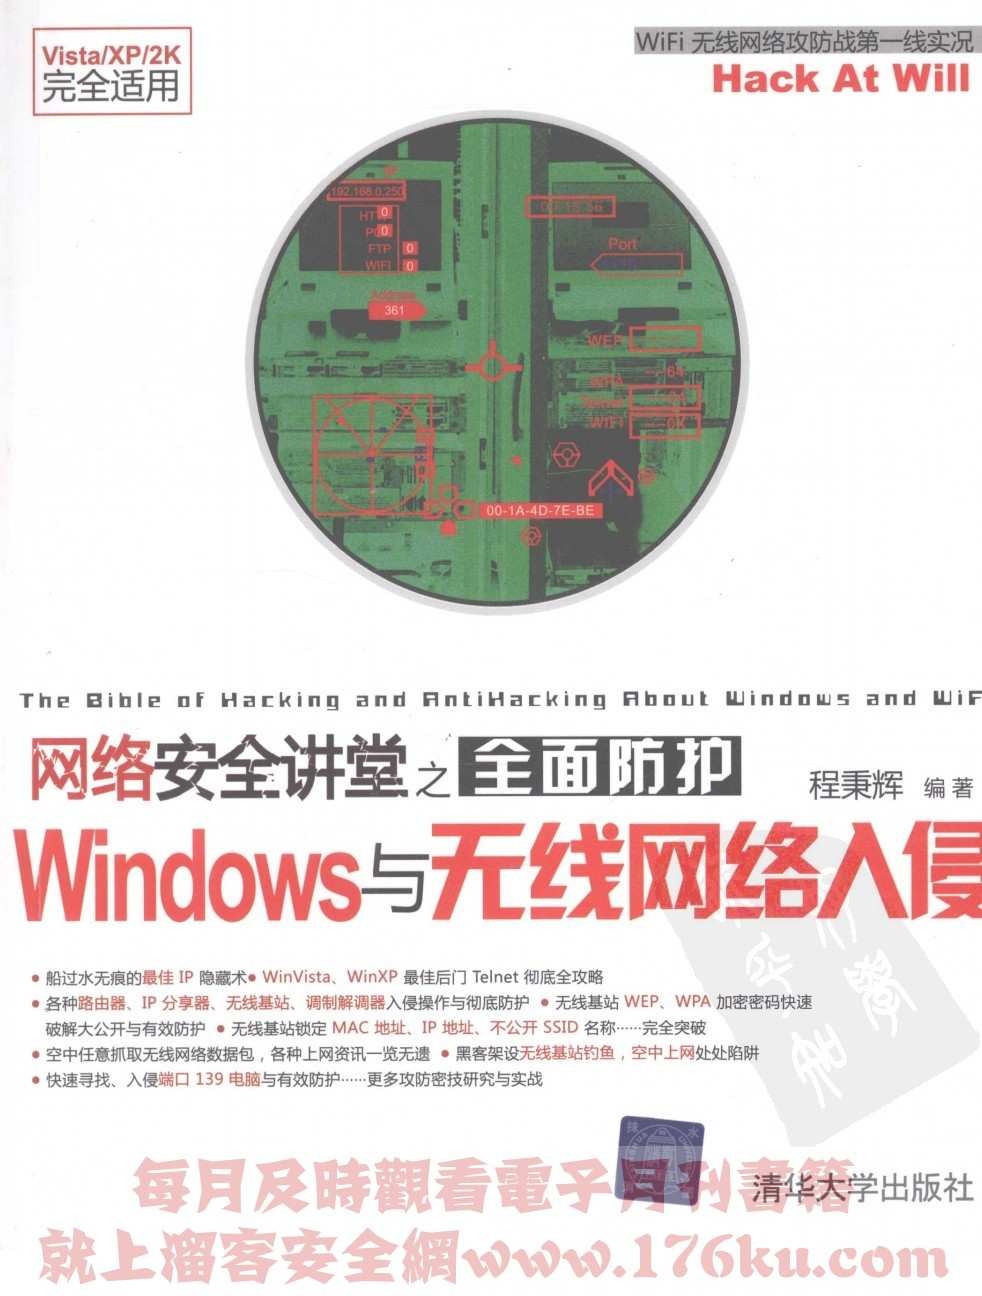 Vista/XP/2K
完全适用
WiFi 无线网络攻防战第一线实况
Hack At Will
IP
192.168.0.250
HTTP 0
0
FTP 0
WIFI 0
361
Port
WEP
WPA --:-64
WIFI --:-OK
00-1A-4D-7E-BE
The Bible of Hacking and AntiHacking About Windows and WiF
网络安全讲堂之全面防护
程秉辉 编著
Windows与无线网络入侵
• 船过水无痕的最佳 IP 隐藏术• WinVista、WinXP 最佳后门 Telnet 彻底全攻略
• 各种路由器、IP 分享器、无线基站、调制解调器入侵操作与彻底防护 • 无线基站 WEP、WPA 加密密码快速
破解大公开与有效防护 • 无线基站锁定 MAC 地址、IP 地址、不公开 SSID 名称……完全突破
• 空中任意抓取无线网络数据包，各种上网资讯一览无遗 • 黑客架设无线基站钓鱼，空中上网处处陷阱
• 快速寻找、入侵端口 139 电脑与有效防护……更多攻防密技研究与实战
清华大学出版社
每月及時觀看電子月刊書籍
就上溜客安全網www.176ku.com